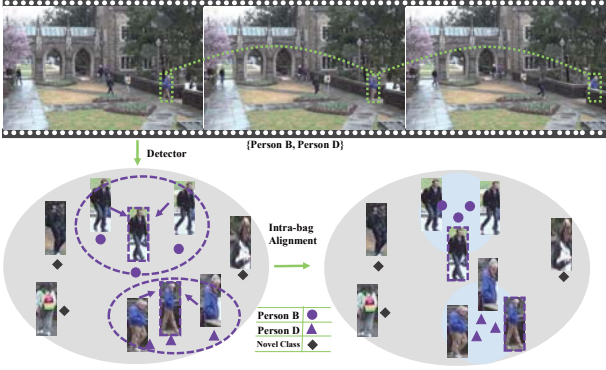 {Person B, Person D}
Detector
Intra-bag
Alignment
Person B
Person D
Novel Class